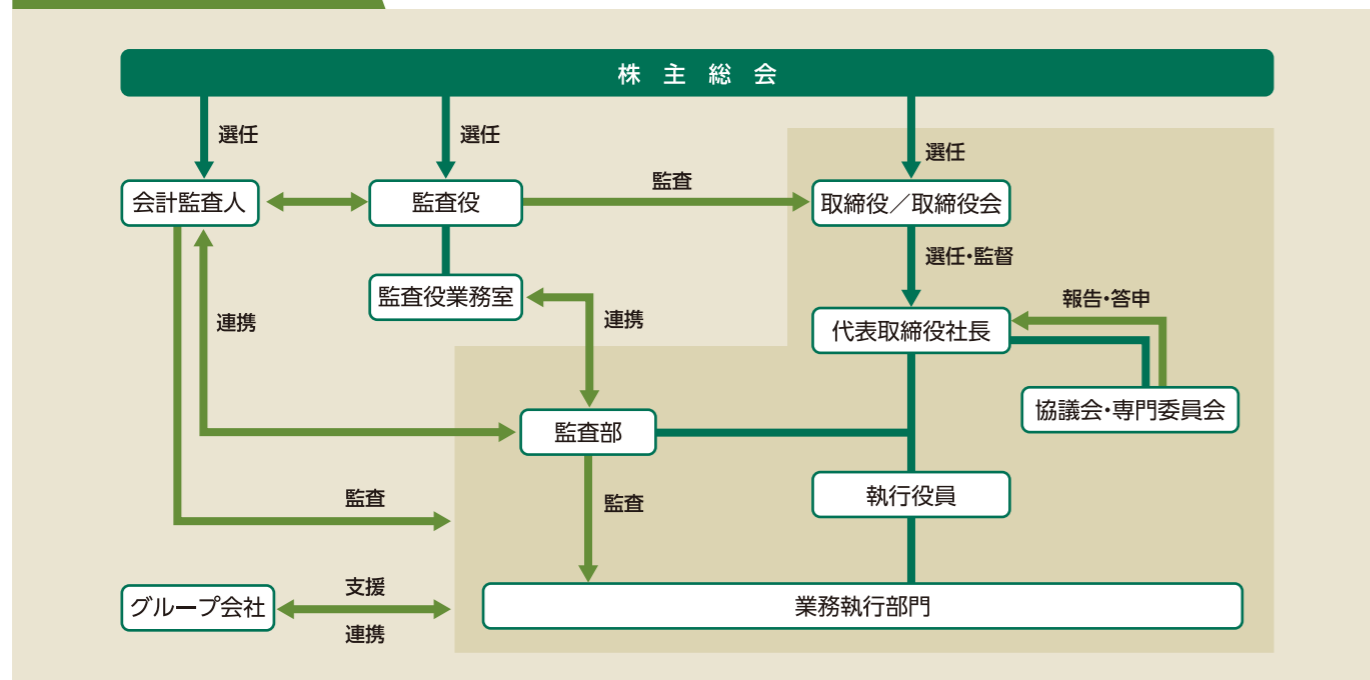 株主総会
選任
選任
選任
会計監査人
監査役
監査
取締役／取締役会
選任・監督
監査役業務室
連携
連携
報告・答申
代表取締役社長
協議会・専門委員会
監査部
監査
監査
執行役員
グループ会社
支援
連携
業務執行部門